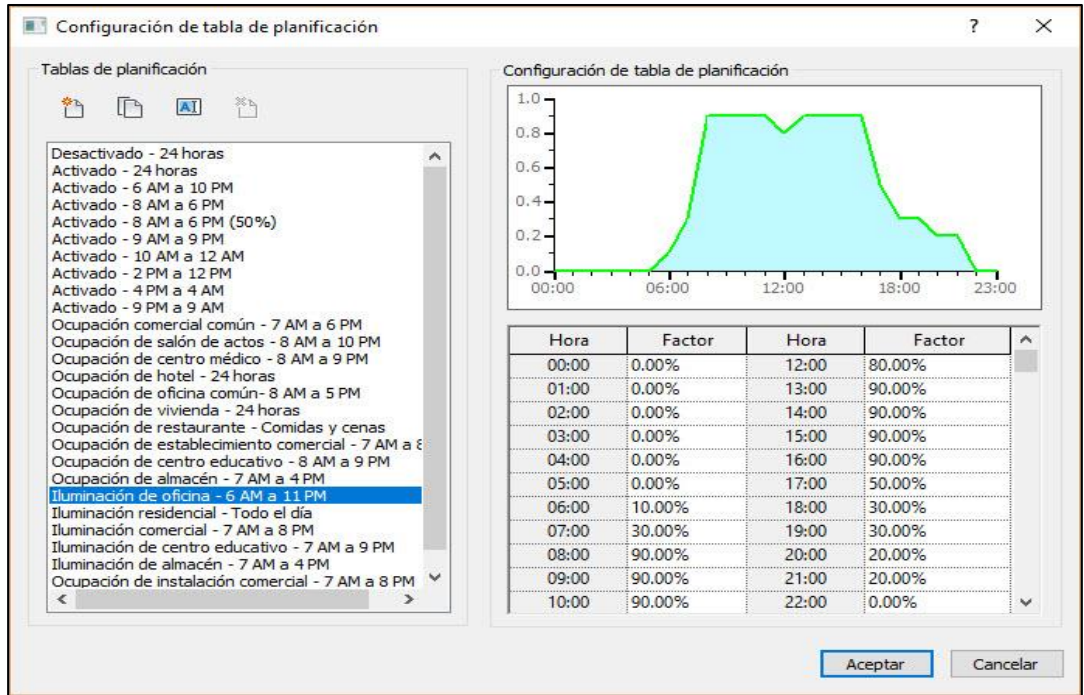 Configuración de tabla de planificación ? ×
Tablas de planificación
AI
Desactivado - 24 horas
Activado - 24 horas
Activado - 6 AM a 10 PM
Activado - 8 AM a 6 PM
Activado - 8 AM a 6 PM (50%)
Activado - 9 AM a 9 PM
Activado - 10 AM a 12 AM
Activado - 2 PM a 12 PM
Activado - 4 PM a 4 AM
Activado - 9 PM a 9 AM
Ocupación comercial común - 7 AM a 6 PM
Ocupación de salón de actos - 8 AM a 10 PM
Ocupación de centro médico - 8 AM a 9 PM
Ocupación de hotel - 24 horas
Ocupación de oficina común- 8 AM a 5 PM
Ocupación de vivienda - 24 horas
Ocupación de restaurante - Comidas y cenas
Ocupación de establecimiento comercial - 7 AM a
Ocupación de centro educativo - 8 AM a 9 PM
Ocupación de almacén - 7 AM a 4 PM
Iluminación de oficina - 6 AM a 11 PM
Iluminación residencial - Todo el día
Iluminación comercial - 7 AM a 8 PM
Iluminación de centro educativo - 7 AM a 9 PM
Iluminación de almacén - 7 AM a 4 PM
Ocupación de instalación comercial - 7 AM a 8 PM
Configuración de tabla de planificación
1.0
0.8
0.6
0.4
0.2
0.0
00:00 06:00 12:00 18:00 23:00
Hora Factor Hora Factor
00:00 0.00% 12:00 80.00%
01:00 0.00% 13:00 90.00%
02:00 0.00% 14:00 90.00%
03:00 0.00% 15:00 90.00%
04:00 0.00% 16:00 90.00%
05:00 0.00% 17:00 50.00%
06:00 10.00% 18:00 30.00%
07:00 30.00% 19:00 30.00%
08:00 90.00% 20:00 20.00%
09:00 90.00% 21:00 20.00%
10:00 90.00% 22:00 0.00%
Aceptar Cancelar